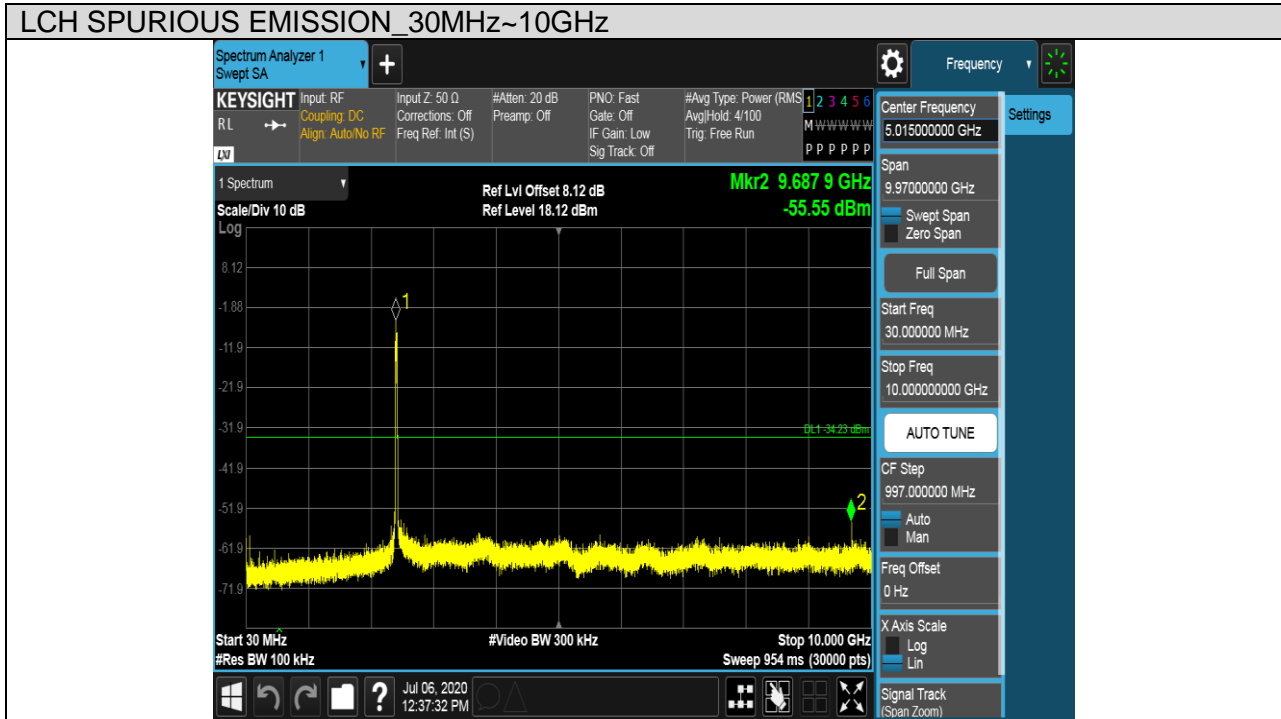 LCH SPURIOUS EMISSION_30MHz~10GHz
Spectrum Analyzer 1
Swept SA
Frequency
KEYSIGHT
RL
LXI
Input: RF
Coupling: DC
Align: Auto/No RF
Input Z: 50 Ω
Corrections: Off
Freq Ref: Int (S)
#Atten: 20 dB
Preamp: Off
PNO: Fast
Gate: Off
IF Gain: Low
Sig Track: Off
#Avg Type: Power (RMS
Avg|Hold: 4/100
Trig: Free Run
1 2 3 4 5 6
M W W W W W
P P P P P P
1 Spectrum
Scale/Div 10 dB
Ref Lvl Offset 8.12 dB
Ref Level 18.12 dBm
Mkr2 9.687 9 GHz
-55.55 dBm
Log
8.12
-1.88
-11.9
-21.9
-31.9
-41.9
-51.9
-61.9
-71.9
1
DL1 -34.23 dBm
2
Start 30 MHz
#Res BW 100 kHz
#Video BW 300 kHz
Stop 10.000 GHz
Sweep 954 ms (30000 pts)
Jul 06, 2020
12:37:32 PM
Center Frequency
5.015000000 GHz
Settings
Span
9.97000000 GHz
Swept Span
Zero Span
Full Span
Start Freq
30.000000 MHz
Stop Freq
10.000000000 GHz
AUTO TUNE
CF Step
997.000000 MHz
Auto
Man
Freq Offset
0 Hz
X Axis Scale
Log
Lin
Signal Track
(Span Zoom)